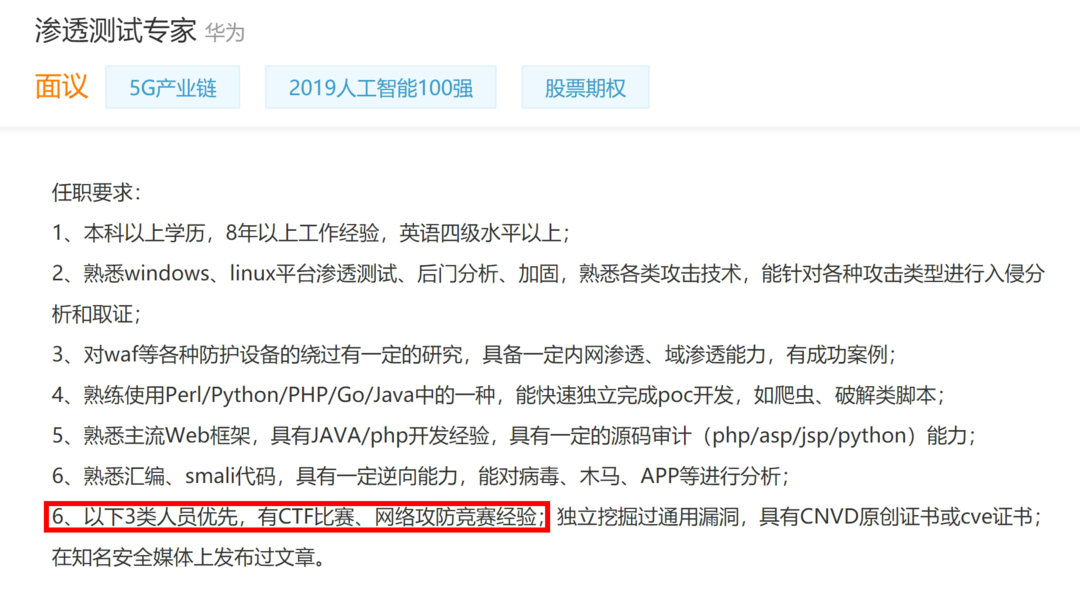 渗透测试专家 华为
面议 5G产业链 2019人工智能100强 股票期权
任职要求：
1、本科以上学历，8年以上工作经验，英语四级水平以上；
2、熟悉windows、linux平台渗透测试、后门分析、加固，熟悉各类攻击技术，能针对各种攻击类型进行入侵分
析和取证；
3、对waf等各种防护设备的绕过有一定的研究，具备一定内网渗透、域渗透能力，有成功案例；
4、熟练使用Perl/Python/PHP/Go/Java中的一种，能快速独立完成poc开发，如爬虫、破解类脚本；
5、熟悉主流Web框架，具有JAVA/php开发经验，具有一定的源码审计（php/asp/jsp/python）能力；
6、熟悉汇编、smali代码，具有一定逆向能力，能对病毒、木马、APP等进行分析；
6、以下3类人员优先，有CTF比赛、网络攻防竞赛经验；独立挖掘过通用漏洞，具有CNVD原创证书或cve证书；
在知名安全媒体上发布过文章。